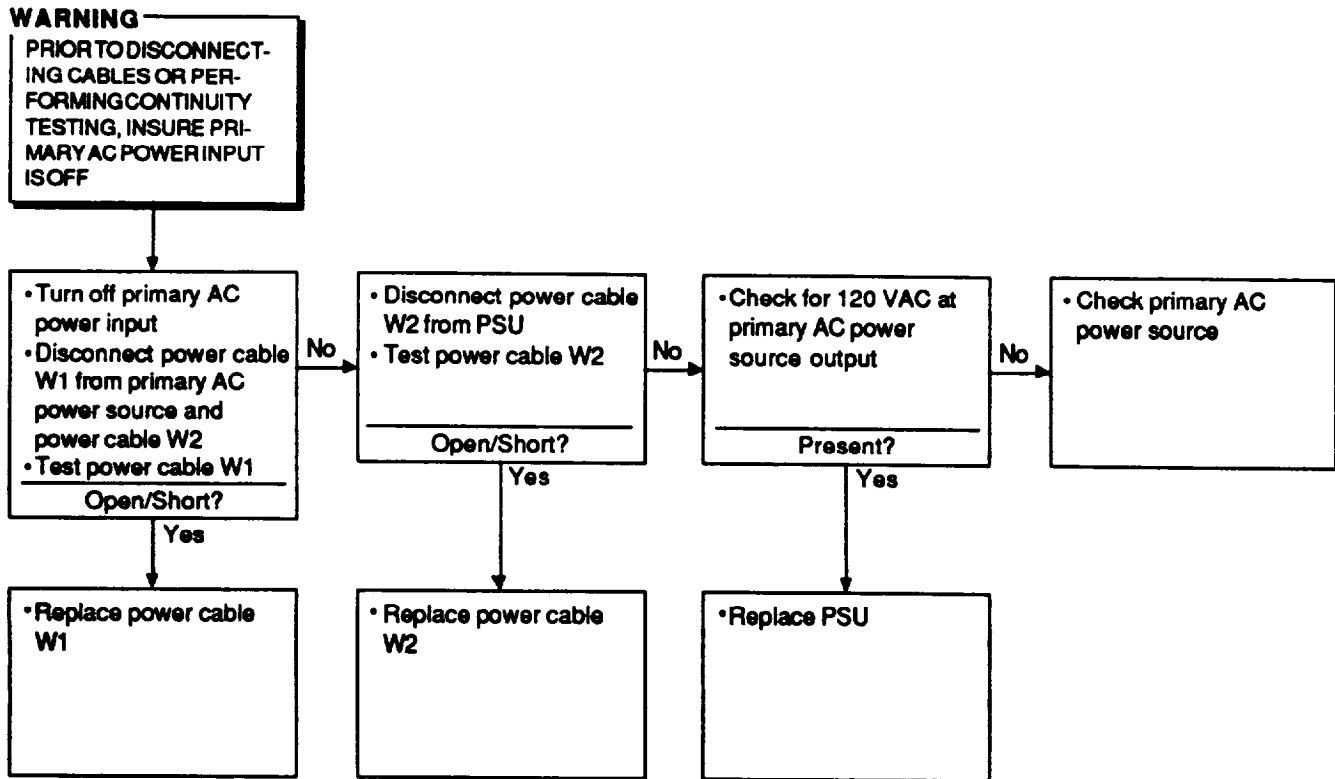 WARNING
PRIOR TO DISCONNECT-
ING CABLES OR PER-
FORMING CONTINUITY
TESTING, INSURE PRI-
MARY AC POWER INPUT
IS OFF
• Turn off primary AC
power input
• Disconnect power cable
W1 from primary AC
power source and
power cable W2
• Test power cable W1
Open/Short?
No
Yes
• Replace power cable
W1
• Disconnect power cable
W2 from PSU
• Test power cable W2
Open/Short?
No
Yes
• Replace power cable
W2
• Check for 120 VAC at
primary AC power
source output
Present?
No
Yes
• Replace PSU
• Check primary AC
power source